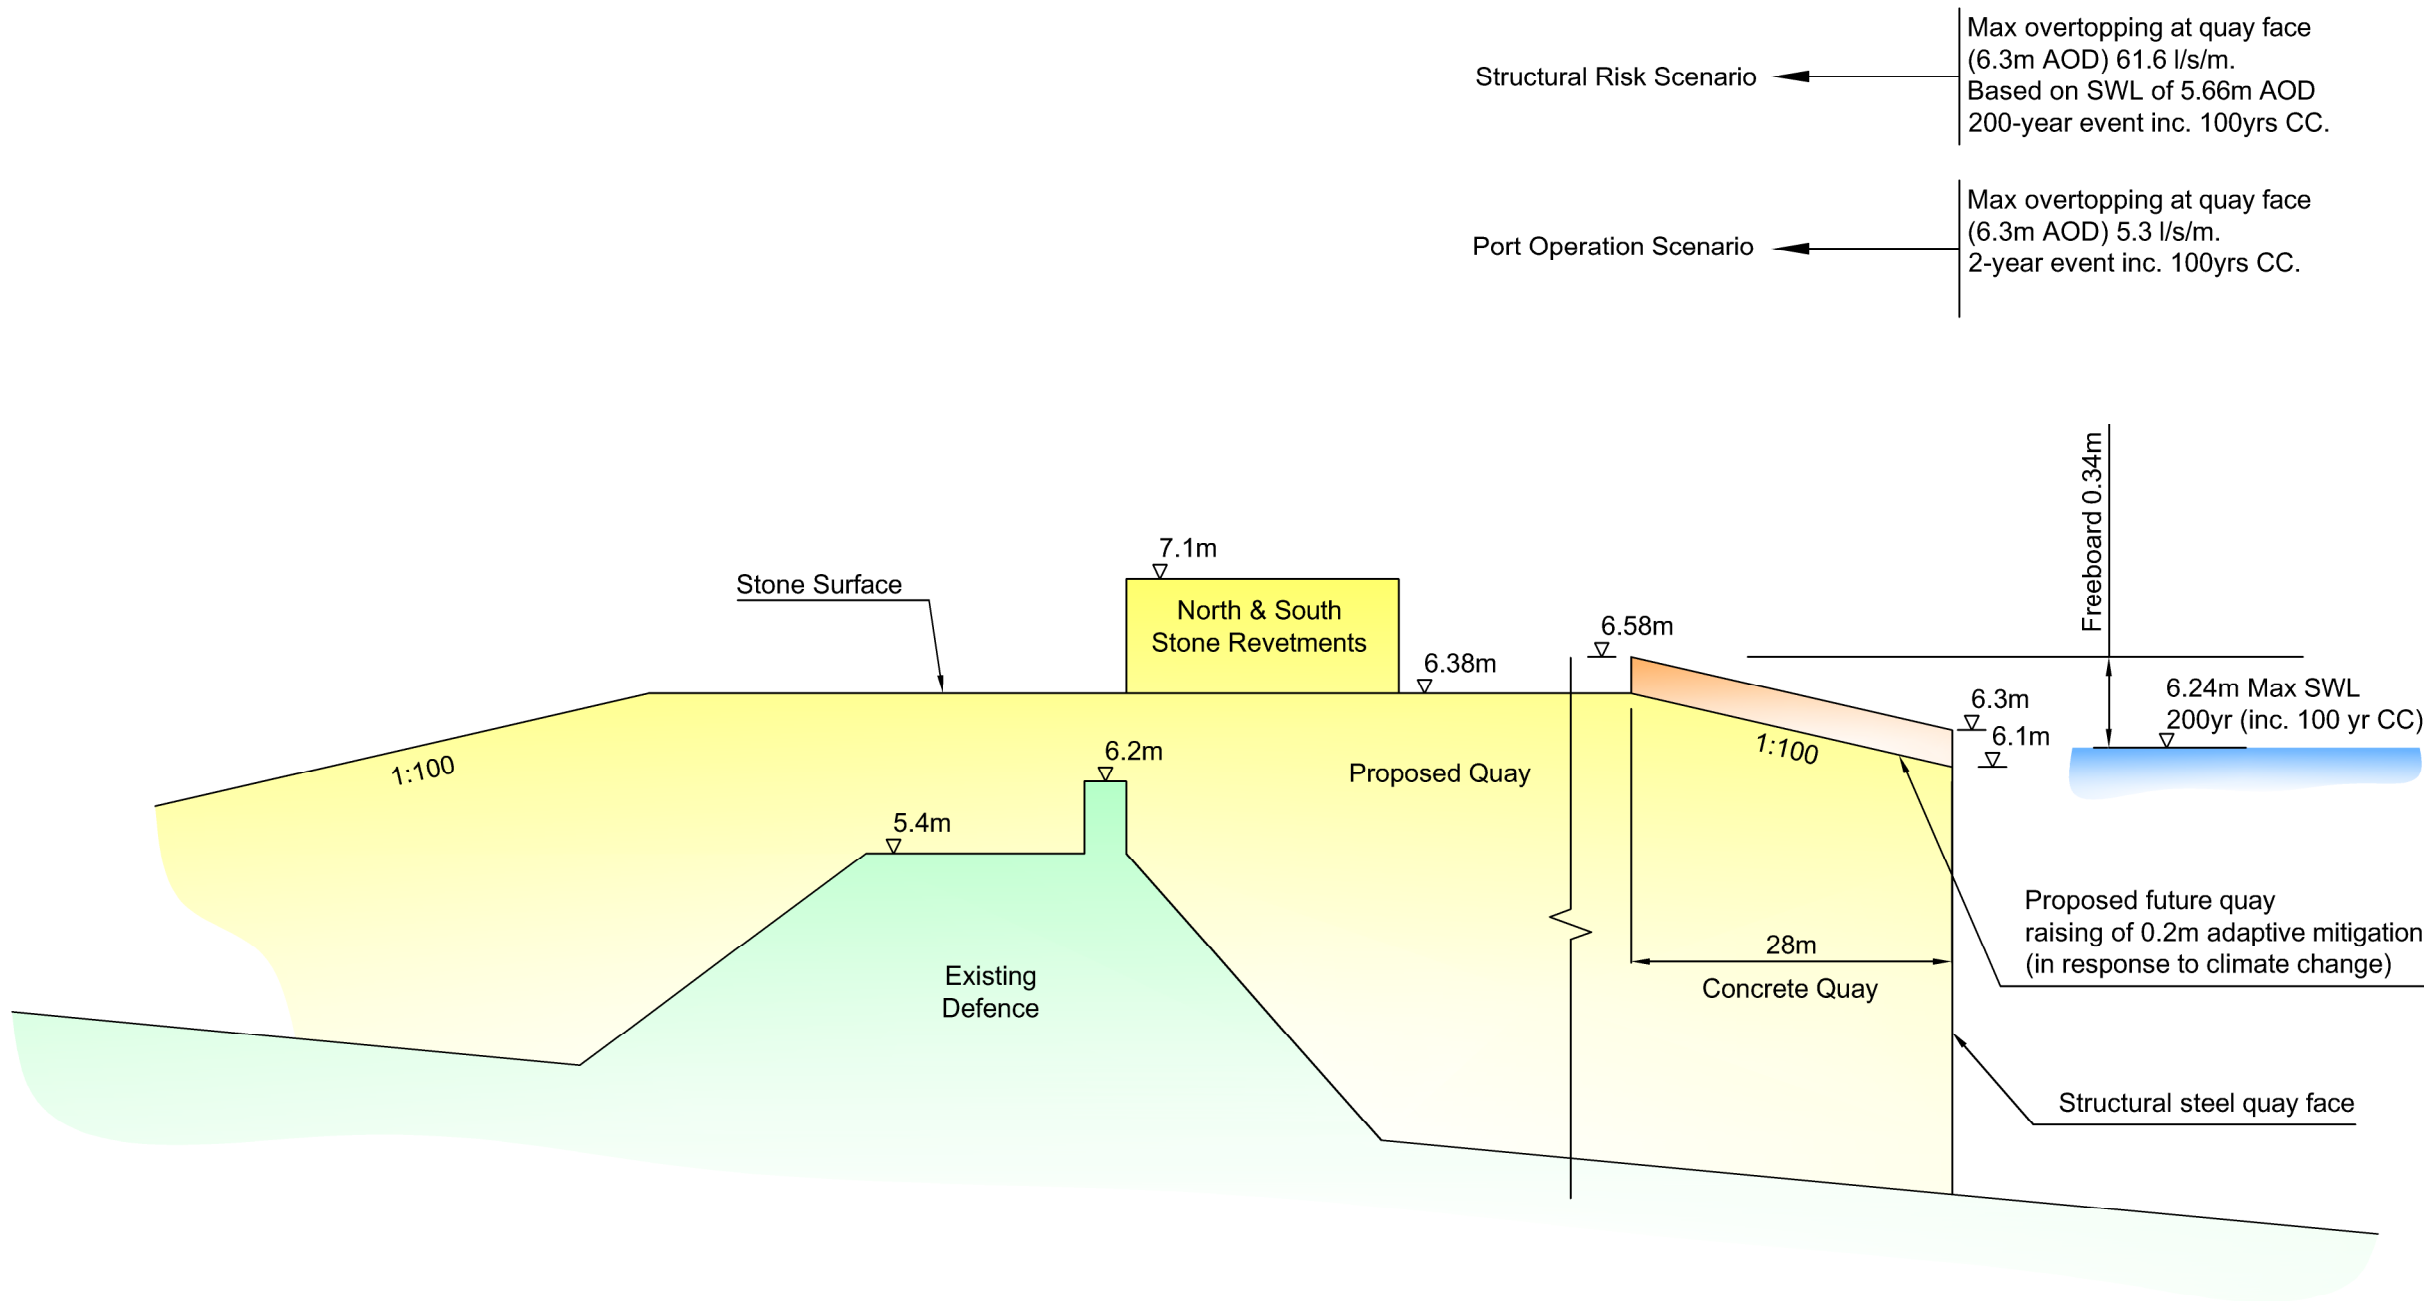 Max overtopping at quay face
(6.3m AOD) 61.6 l/s/m.
Based on SWL of 5.66m AOD
200-year event inc. 100yrs CC.
Structural Risk Scenario
Max overtopping at quay face
(6.3m AOD) 5.3 l/s/m.
2-year event inc. 100yrs CC.
Port Operation Scenario
Freeboard 0.34m
7.1m
Stone Surface
North & South
Stone Revetments
6.58m
6.38m
6.24m Max SWL
200yr (inc. 100 yr CC)
6.3m
6.1m
1:100
1:100
6.2m
Proposed Quay
5.4m
Proposed future quay
raising of 0.2m adaptive mitigation
(in response to climate change)
28m
Concrete Quay
Existing
Defence
Structural steel quay face